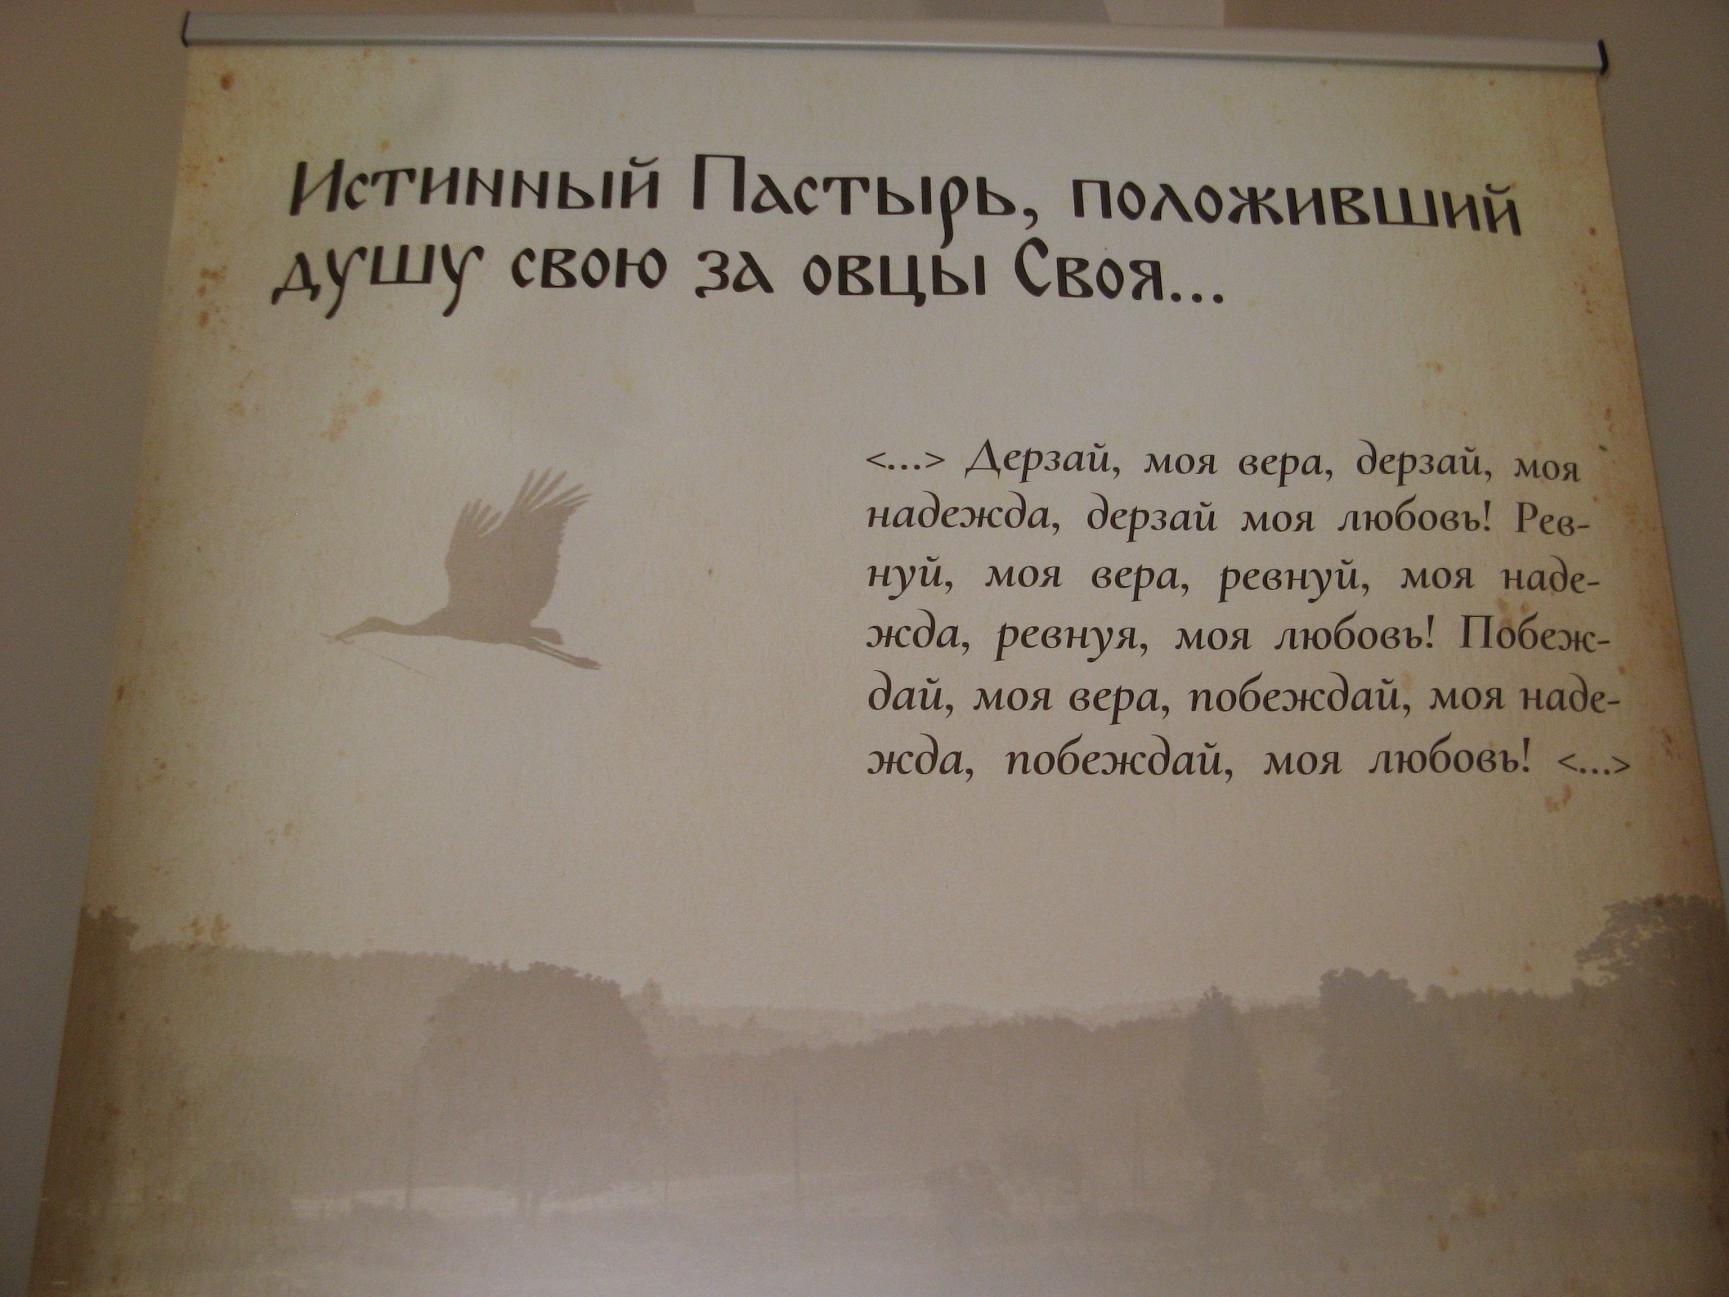 Истинный Пастырь, положивший
душу свою за овцы Своя...
<...> Дерзай, моя вера, дерзай, моя
надежда, дерзай моя любовь! Рев-
нуй, моя вера, ревнуй, моя наде-
жда, ревнуя, моя любовь! Побеж-
дай, моя вера, побеждай, моя наде-
жда, побеждай, моя любовь! <...>